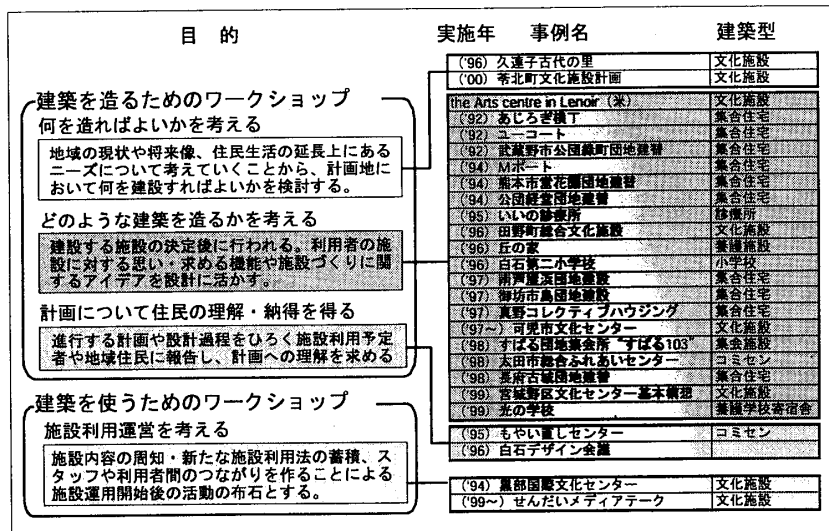 目 的
実施年 事例名 建築型
建築を造るためのワークショップ
何を造ればよいかを考える
地域の現状や将来像、住民生活の延長上にある
ニーズについて考えていくことから、計画地に
おいて何を建設すればよいかを検討する。
どのような建築を造るかを考える
建設する施設の決定後に行われる。利用者の施
設に対する思い・求める機能や施設づくりに関
するアイデアを設計に活かす。
計画について住民の理解・納得を得る
進行する計画や設計過程をひろく施設利用予定
者や地域住民に報告し、計画への理解を求める
建築を使うためのワークショップ
施設利用運営を考える
施設内容の周知・新たな施設利用法の蓄積、ス
タッフや利用者間のつながりを作ることによる
施設運用開始後の活動の布石とする。
('96) 久連子古代の里 文化施設
('00) 苓北町文化施設計画 文化施設
the Arts centre in Lenoir (米) 文化施設
('92) あじろぎ横丁 集合住宅
('92) ユーコート 集合住宅
('92) 武蔵野市公団緑町団地建替 集合住宅
('94) Mポート 集合住宅
('94) 熊本市営花園団地建替 集合住宅
('94) 公団経堂団地建替 集合住宅
('95) いいの診療所 診療所
('96) 田野町総合文化施設 文化施設
('96) 丘の家 養護施設
('96) 白石第二小学校 小学校
('97) 団地建設 集合住宅
('97) 御坊市島団地建設 集合住宅
('97) 真野コレクティブハウジング 集合住宅
('97~) 可児市文化センター 文化施設
('98) すばる団地集会所 "すばる103" 集会施設
('98) 太田市総合ふれあいセンター コミセン
('98) 長府古城団地建替 集合住宅
('99) 宮城野区文化センター基本構想 文化施設
('99) 光の学校 養護学校寄宿舎
('95) もやい直しセンター コミセン
('96) 白石デザイン会議
('94) 黒部国際文化センター 文化施設
('99~) せんだいメディアテーク 文化施設